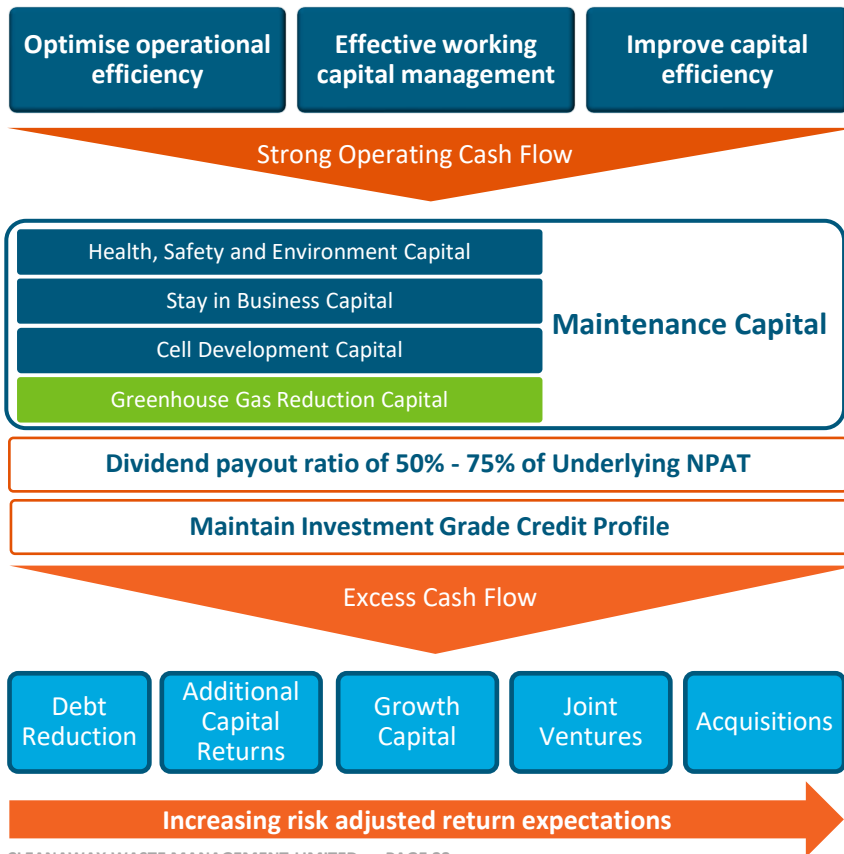 Optimise operational
efficiency
Effective working
capital management
Improve capital
efficiency
Strong Operating Cash Flow
Health, Safety and Environment Capital
Stay in Business Capital
Cell Development Capital
Greenhouse Gas Reduction Capital
Maintenance Capital
Dividend payout ratio of 50% - 75% of Underlying NPAT
Maintain Investment Grade Credit Profile
Excess Cash Flow
Debt
Reduction
Additional
Capital
Returns
Growth
Capital
Joint
Ventures
Acquisitions
Increasing risk adjusted return expectations